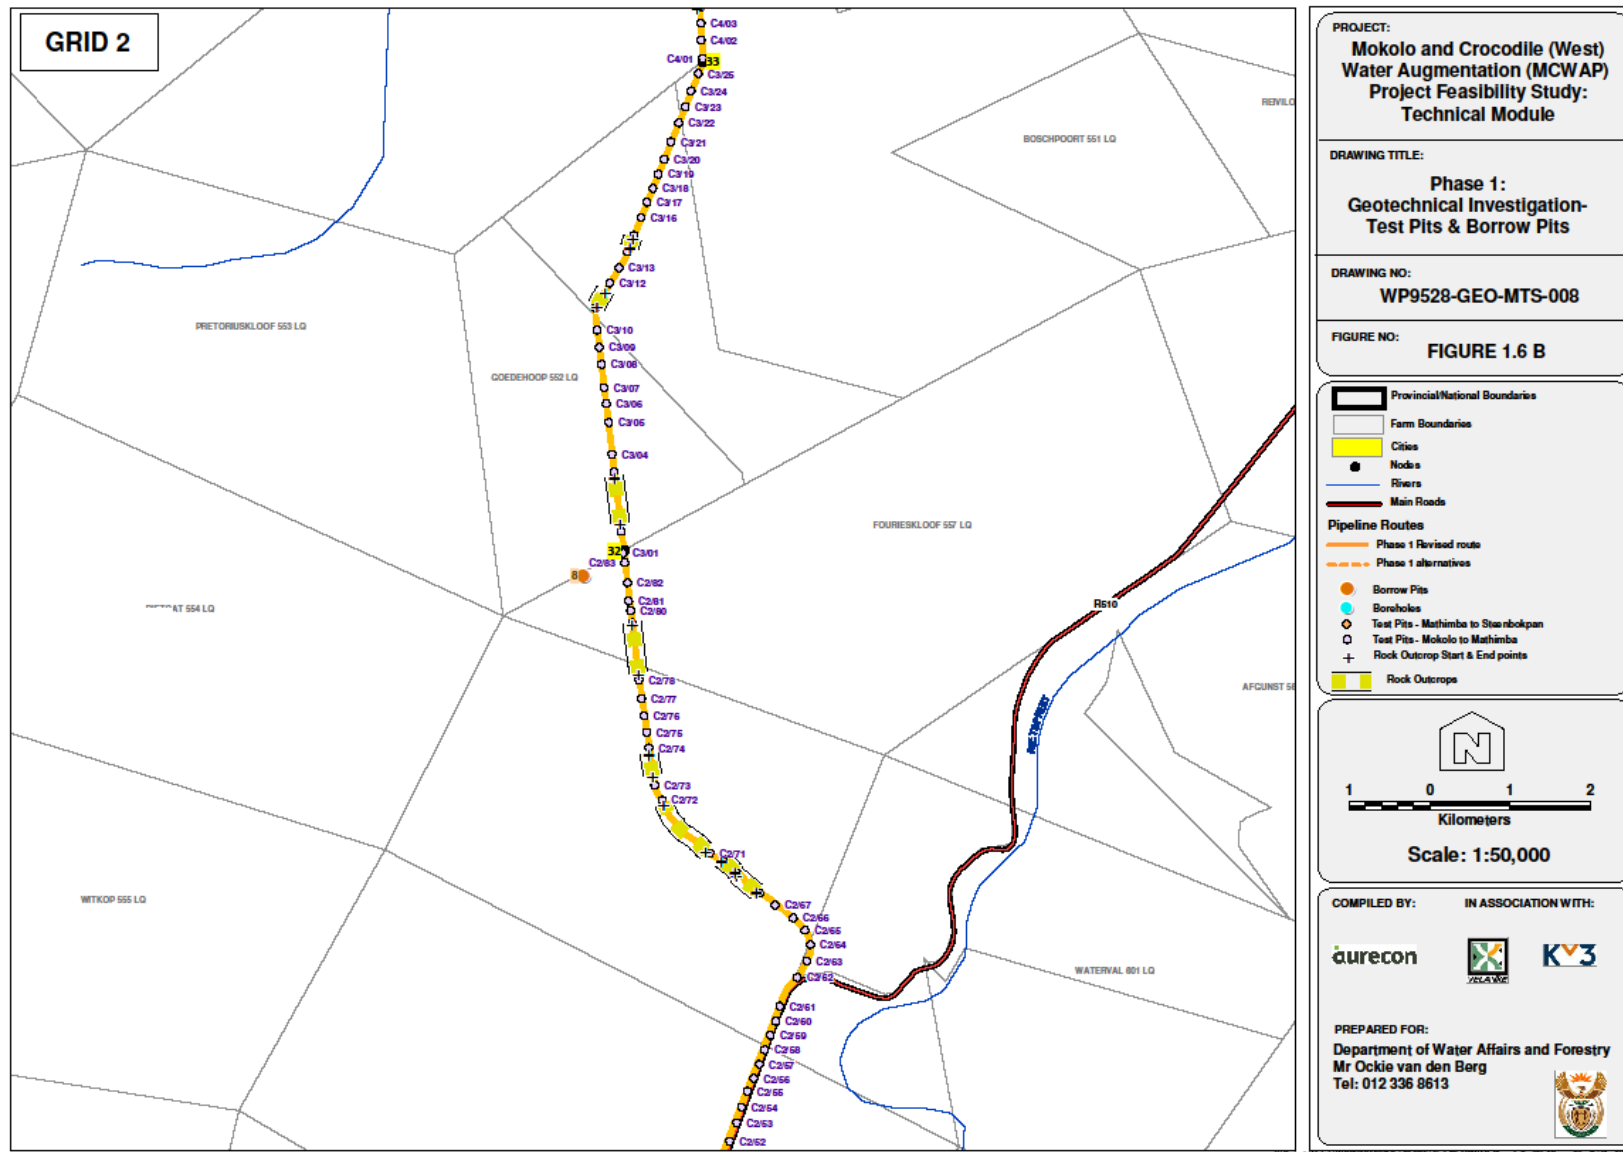 GRID 2
C4/03
C4/02
C4/01
33
C3/25
C3/24
C3/23
C3/22
C3/21
C3/20
C3/19
C3/18
C3/17
C3/16
C3/13
C3/12
C3/10
C3/09
C3/08
C3/07
C3/06
C3/05
C3/04
32
C3/01
C2/83
8
C2/82
C2/81
C2/80
C2/78
C2/77
C2/76
C2/75
C2/74
C2/73
C2/72
C2/71
C2/67
C2/66
C2/65
C2/64
C2/63
C2/62
C2/61
C2/60
C2/59
C2/58
C2/57
C2/56
C2/55
C2/54
C2/53
C2/52
REIVILO
BOSCHPOORT 551 LQ
PRETORIUSKLOOF 553 LQ
GOEDEHOOP 552 LQ
FOURIESKLOOF 557 LQ
AT 554 LQ
R510
AFGUNST 56
WITKOP 555 LQ
WATERVAL 601 LQ
PROJECT:
Mokolo and Crocodile (West)
Water Augmentation (MCWAP)
Project Feasibility Study:
Technical Module
DRAWING TITLE:
Phase 1:
Geotechnical Investigation-
Test Pits & Borrow Pits
DRAWING NO:
WP9528-GEO-MTS-008
FIGURE NO:
FIGURE 1.6 B
Provincial/National Boundaries
Farm Boundaries
Cities
Nodes
Rivers
Main Roads
Pipeline Routes
Phase 1 Revised route
Phase 1 alternatives
Borrow Pits
Boreholes
Test Pits - Mathimba to Steenbokpan
Test Pits - Mokolo to Mathimba
Rock Outcrop Start & End points
Rock Outcrops
N
1 0 1 2
Kilometers
Scale: 1:50,000
COMPILED BY: IN ASSOCIATION WITH:
aurecon
VELA VKE
KV3
PREPARED FOR:
Department of Water Affairs and Forestry
Mr Ockie van den Berg
Tel: 012 336 8613